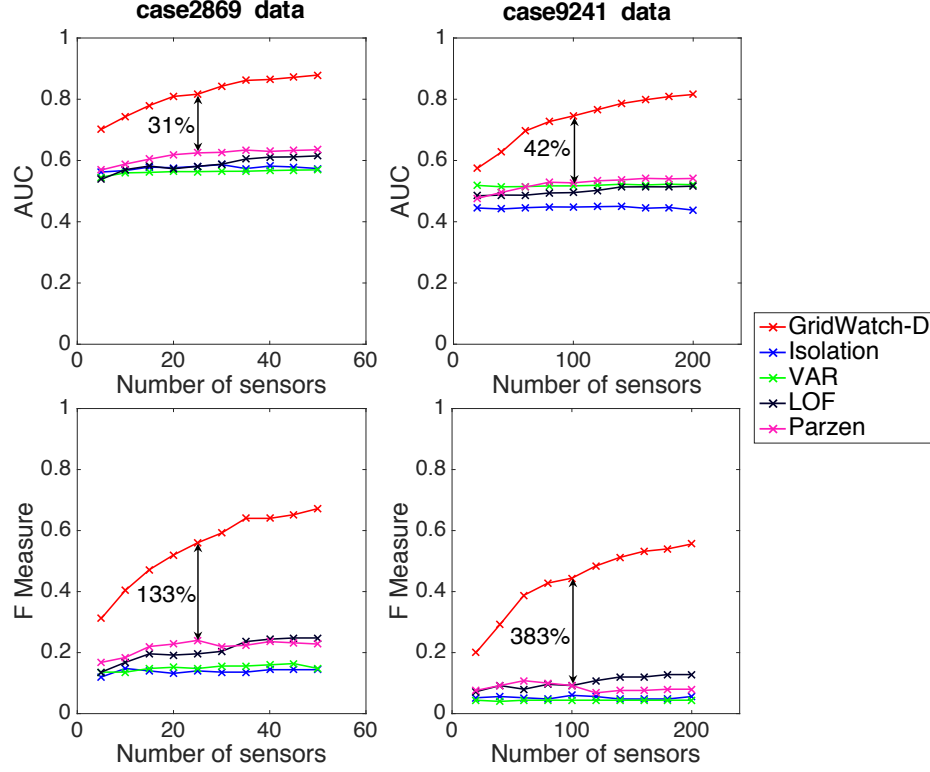 case2869 data
case9241 data
1
0.8
0.6
0.4
0.2
0
AUC
31%
0
20
40
60
Number of sensors
1
0.8
0.6
0.4
0.2
0
AUC
42%
0
100
200
Number of sensors
GridWatch-D
Isolation
VAR
LOF
Parzen
1
0.8
0.6
0.4
0.2
0
F Measure
133%
0
20
40
60
Number of sensors
1
0.8
0.6
0.4
0.2
0
F Measure
383%
0
100
200
Number of sensors